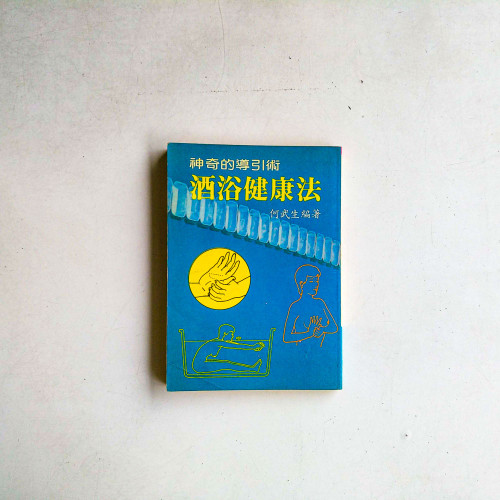 神奇的導引術
酒浴健康法
何武生編著